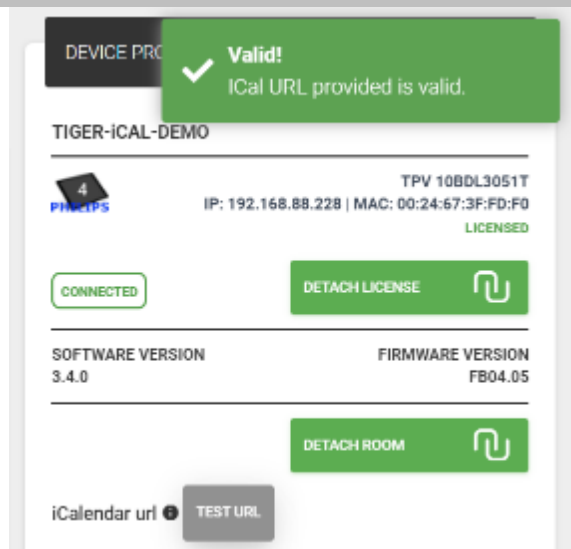 DEVICE PRO
Valid!
ICal URL provided is valid.
TIGER-iCAL-DEMO
4
PHILIPS
TPV 10BDL3051T
IP: 192.168.88.228 | MAC: 00:24:67:3F:FD:F0
LICENSED
CONNECTED
DETACH LICENSE
SOFTWARE VERSION
FIRMWARE VERSION
3.4.0
FB04.05
DETACH ROOM
iCalendar url
TEST URL